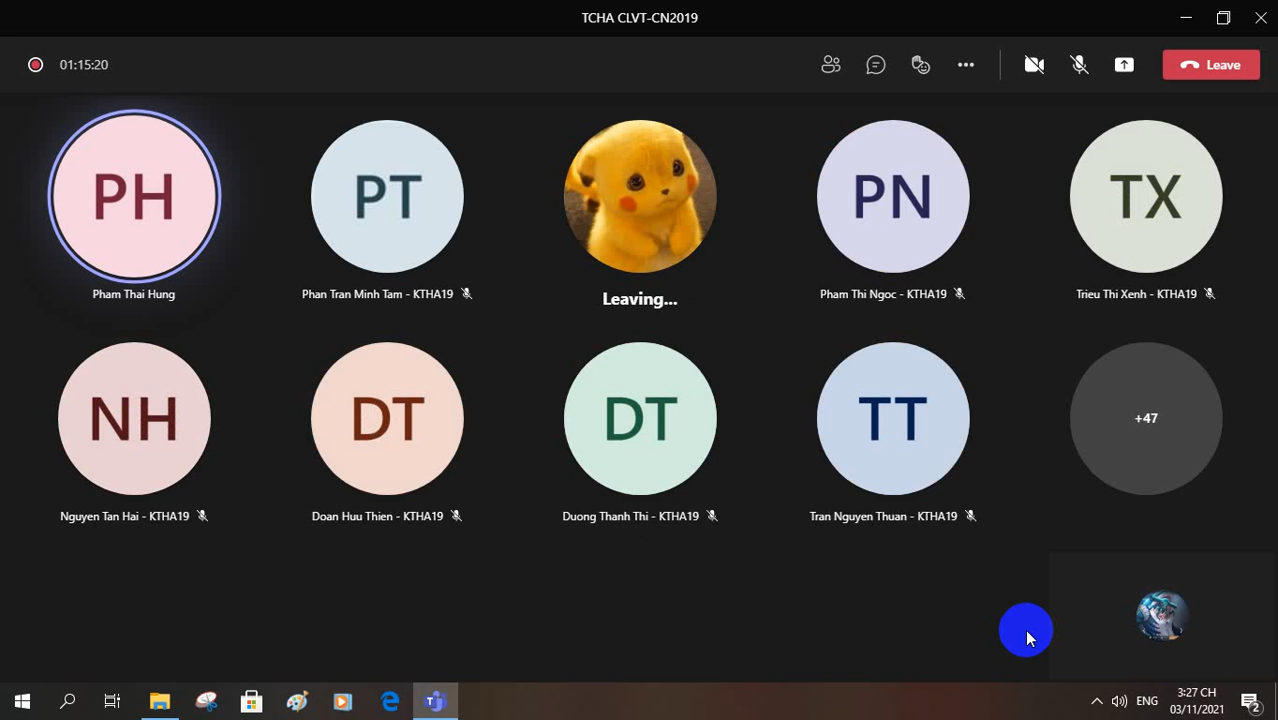 TCHA CLVT-CN2019
01:15:20
Leave
PH
PT
PN
TX
Pham Thai Hung
Phan Tran Minh Tam - KTHA19
Leaving...
Pham Thi Ngoc - KTHA19
Trieu Thi Xenh - KTHA19
NH
DT
DT
TT
+47
Nguyen Tan Hai - KTHA19
Doan Huu Thien - KTHA19
Duong Thanh Thi - KTHA19
Tran Nguyen Thuan - KTHA19
ENG
3:27 CH
03/11/2021
2